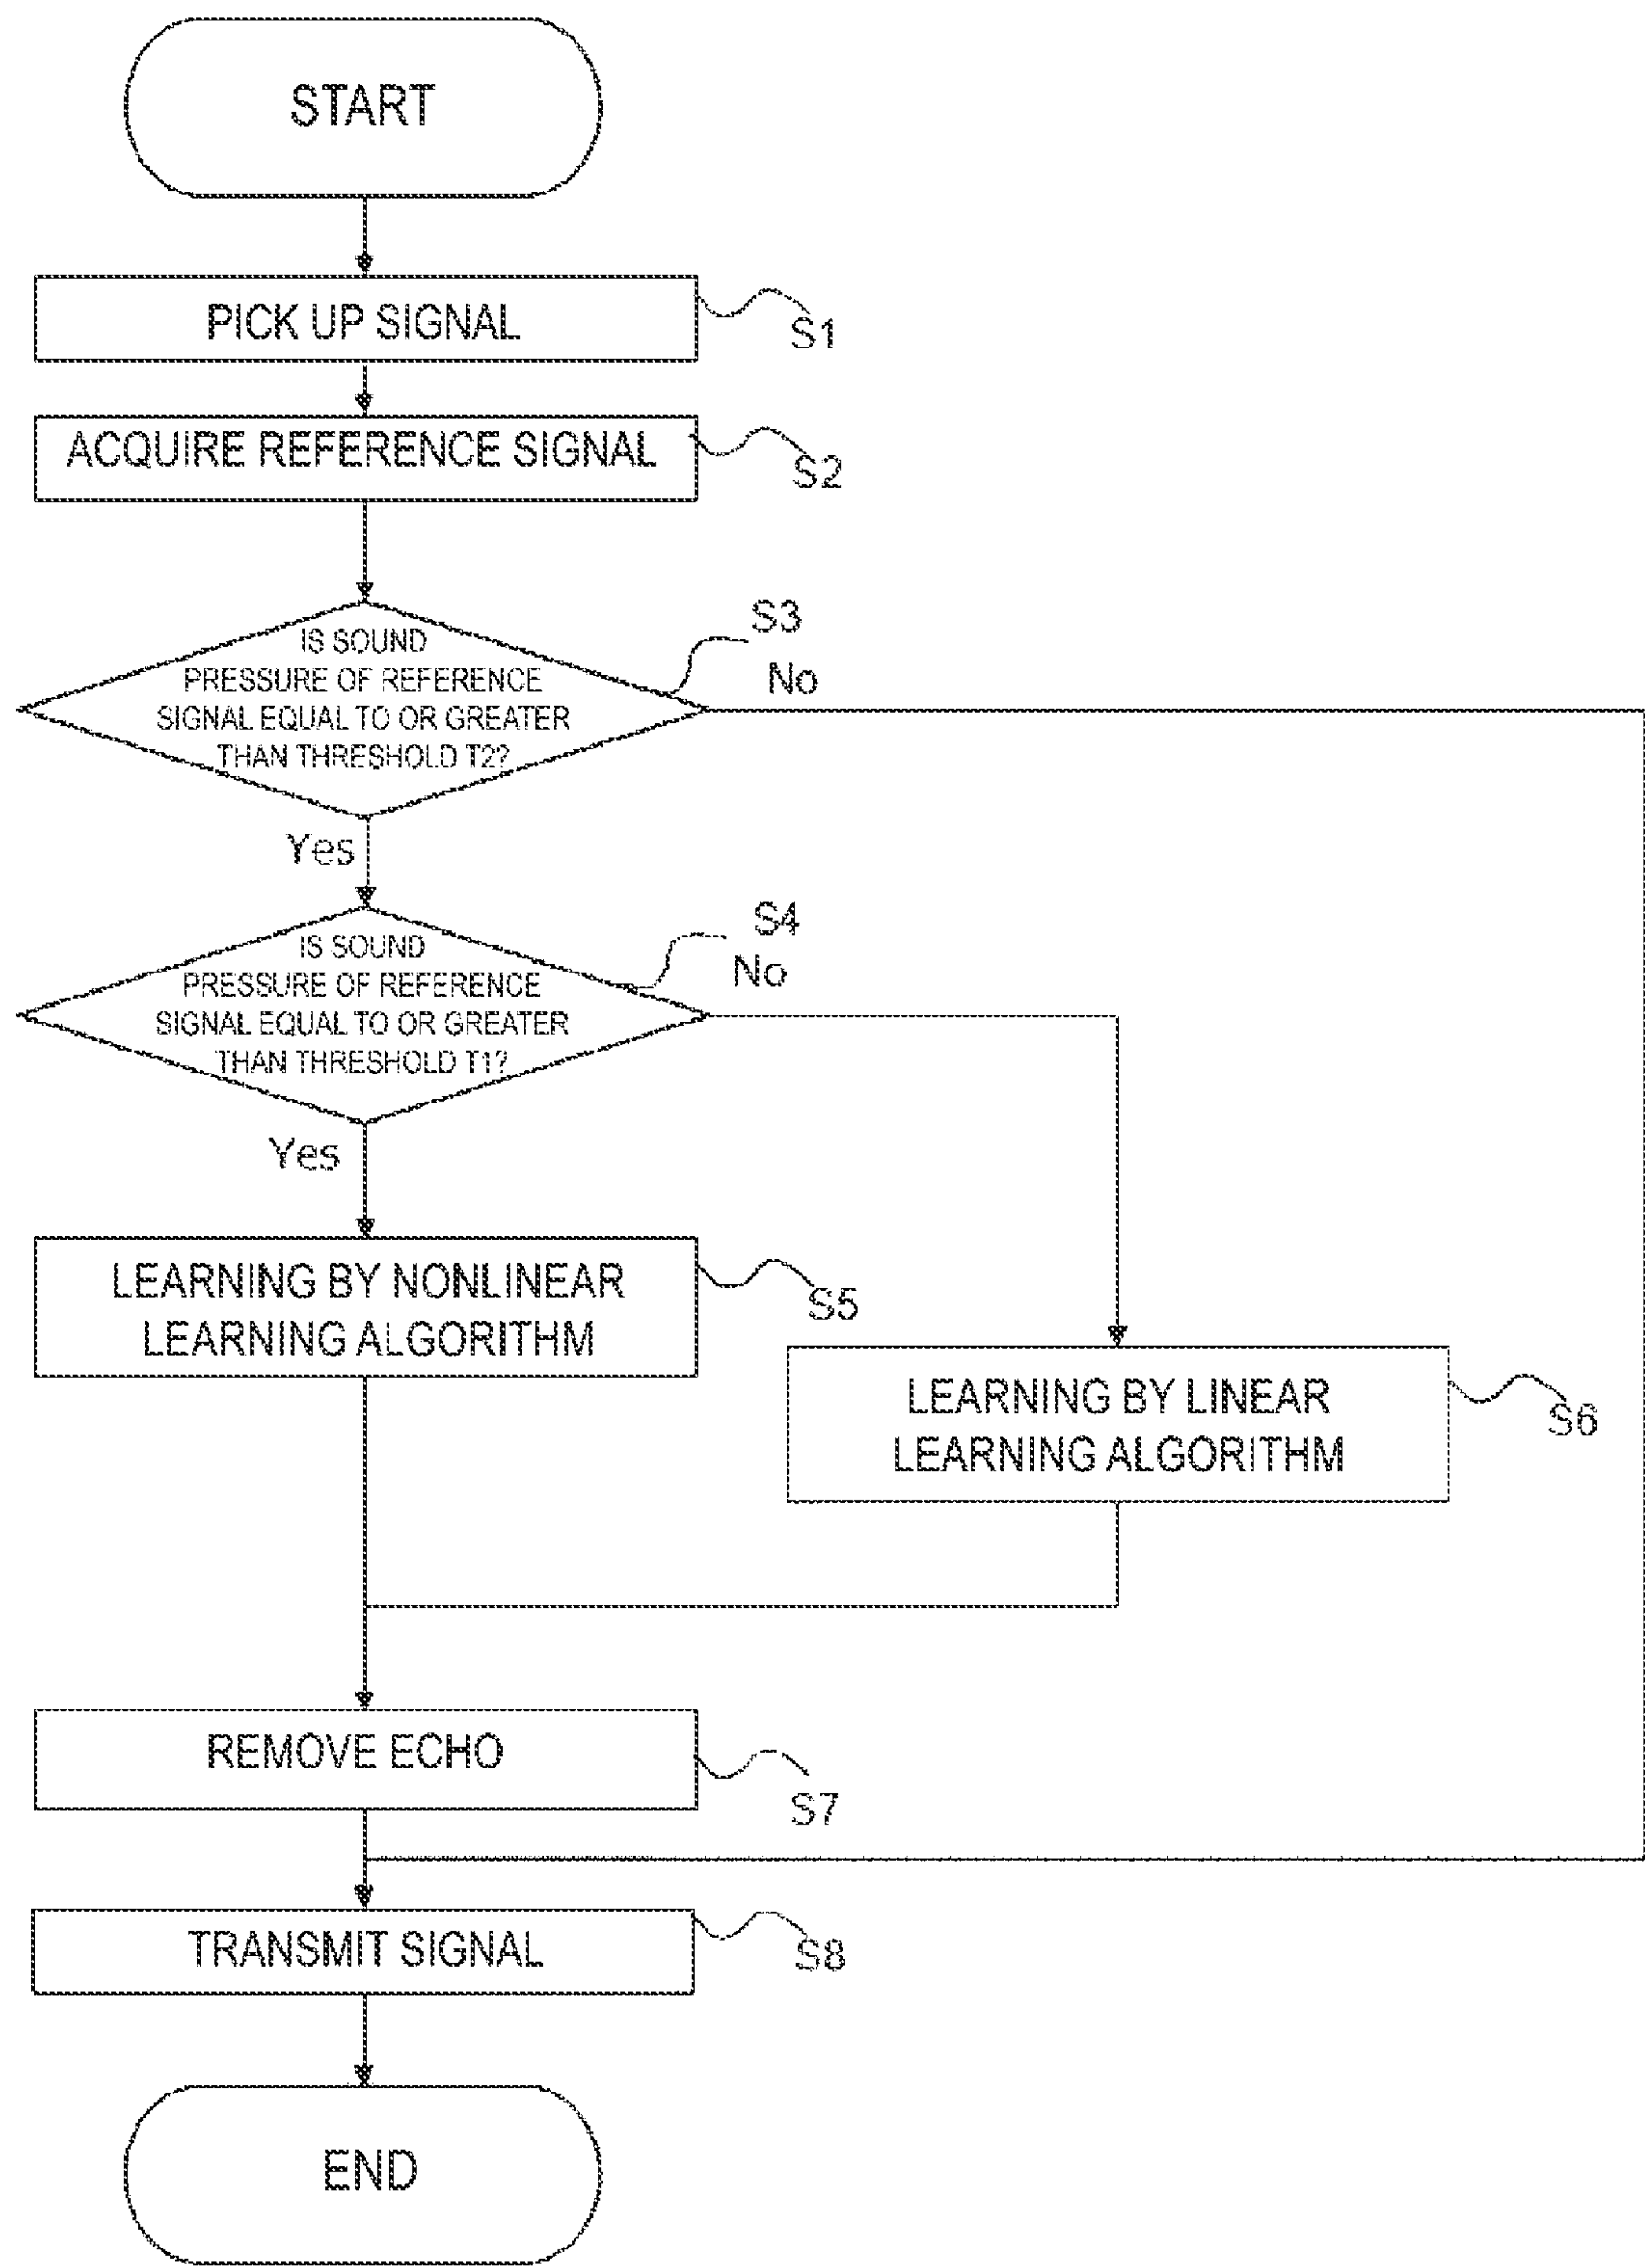 START
PICK UP SIGNAL
S1
ACQUIRE REFERENCE SIGNAL
S2
IS SOUND
PRESSURE OF REFERENCE
SIGNAL EQUAL TO OR GREATER
THAN THRESHOLD T2?
S3
No
Yes
IS SOUND
PRESSURE OF REFERENCE
SIGNAL EQUAL TO OR GREATER
THAN THRESHOLD T1?
S4
No
Yes
LEARNING BY NONLINEAR
LEARNING ALGORITHM
S5
LEARNING BY LINEAR
LEARNING ALGORITHM
S6
REMOVE ECHO
S7
TRANSMIT SIGNAL
S8
END